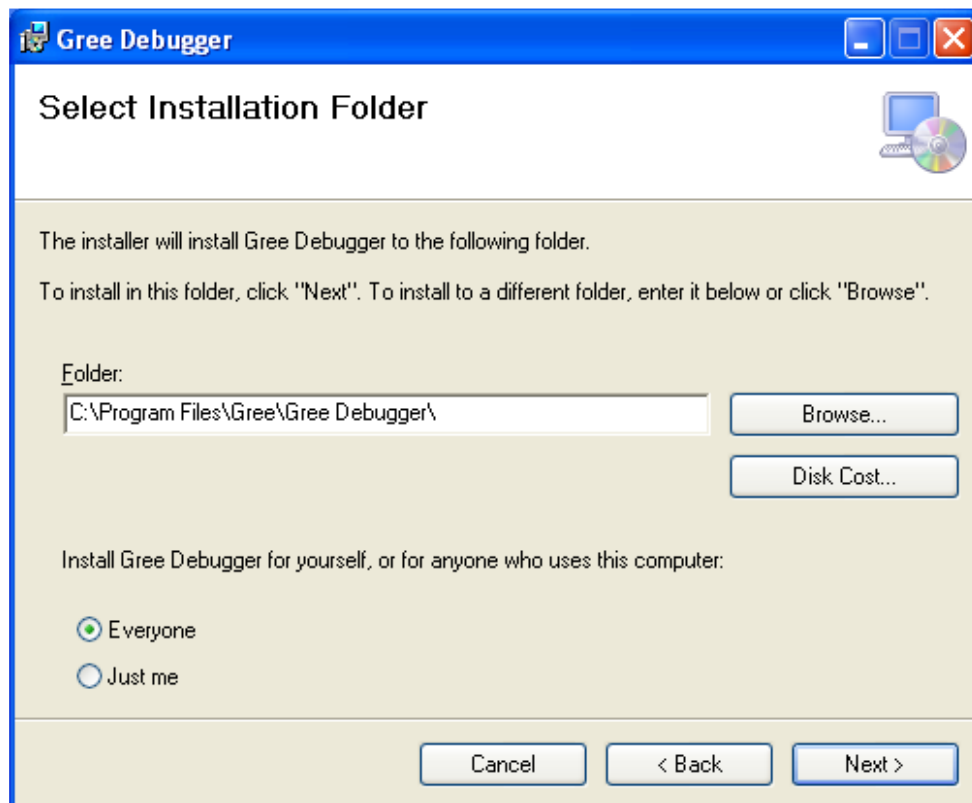 Gree Debugger
Select Installation Folder
The installer will install Gree Debugger to the following folder.
To install in this folder, click "Next". To install to a different folder, enter it below or click "Browse".
Folder:
C:\Program Files\Gree\Gree Debugger\
Browse...
Disk Cost...
Install Gree Debugger for yourself, or for anyone who uses this computer:
Everyone
Just me
Cancel
< Back
Next >